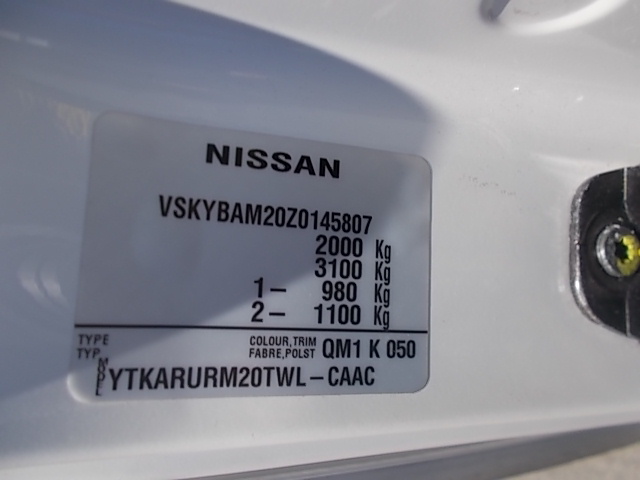 NISSAN
VSKYBAM20Z0145807
2000 Kg
3100 Kg
1– 980 Kg
2– 1100 Kg
TYPE COLOUR,TRIM
TYP. FABRE,POLST QM1 K 050
MODEL YTKARURM20TWL–CAAC